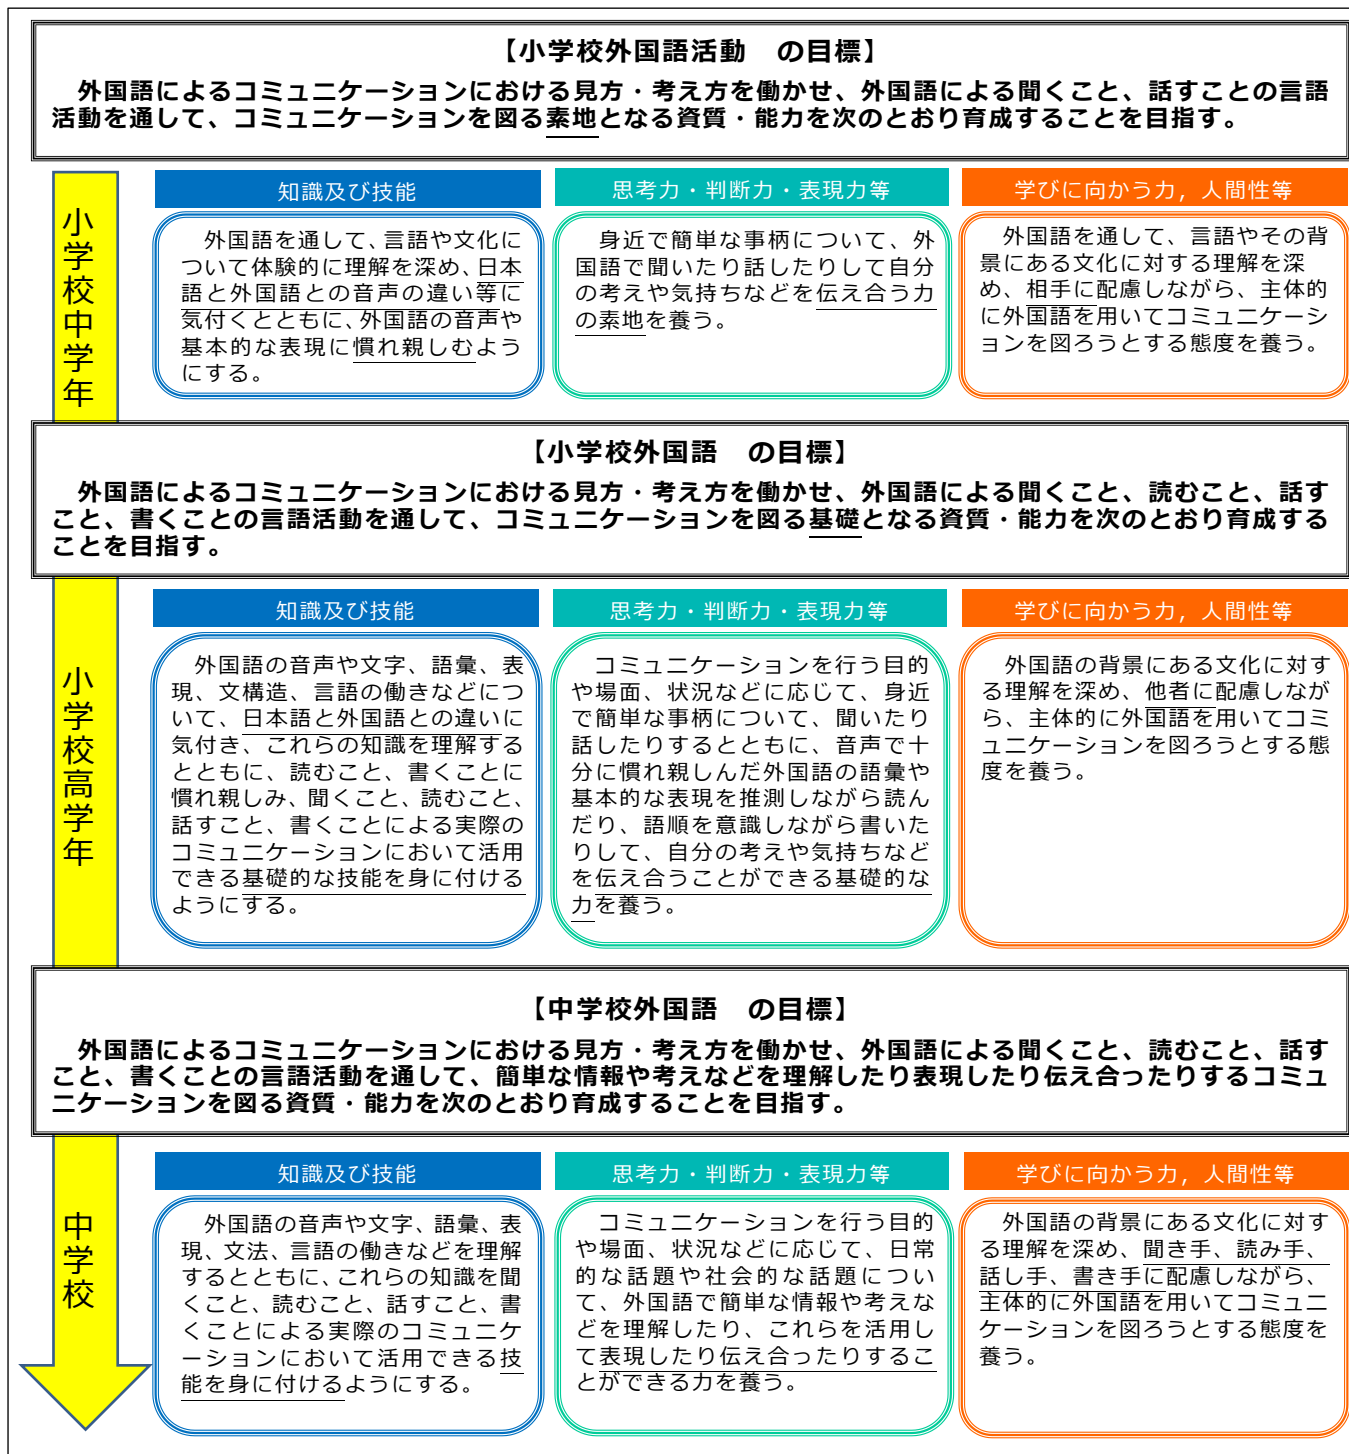 【小学校外国語活動　の目標】
外国語によるコミュニケーションにおける見方・考え方を働かせ、外国語による聞くこと、話すことの言語
活動を通して、コミュニケーションを図る素地となる資質・能力を次のとおり育成することを目指す。
小学校中学年
知識及び技能
外国語を通して、言語や文化に
ついて体験的に理解を深め、日本
語と外国語との音声の違い等に
気付くとともに、外国語の音声や
基本的な表現に慣れ親しむよう
にする。
思考力・判断力・表現力等
身近で簡単な事柄について、外
国語で聞いたり話したりして自分
の考えや気持ちなどを伝え合う力
の素地を養う。
学びに向かう力，人間性等
外国語を通して、言語やその背
景にある文化に対する理解を深
め、相手に配慮しながら、主体的
に外国語を用いてコミュニケーシ
ョンを図ろうとする態度を養う。
【小学校外国語　の目標】
外国語によるコミュニケーションにおける見方・考え方を働かせ、外国語による聞くこと、読むこと、話す
こと、書くことの言語活動を通して、コミュニケーションを図る基礎となる資質・能力を次のとおり育成する
ことを目指す。
小学校高学年
知識及び技能
外国語の音声や文字、語彙、表
現、文構造、言語の働きなどにつ
いて、日本語と外国語との違いに
気付き、これらの知識を理解する
とともに、読むこと、書くことに
慣れ親しみ、聞くこと、読むこと、
話すこと、書くことによる実際の
コミュニケーションにおいて活用
できる基礎的な技能を身に付ける
ようにする。
思考力・判断力・表現力等
コミュニケーションを行う目的
や場面、状況などに応じて、身近
で簡単な事柄について、聞いたり
話したりするとともに、音声で十
分に慣れ親しんだ外国語の語彙や
基本的な表現を推測しながら読ん
だり、語順を意識しながら書いた
りして、自分の考えや気持ちなど
を伝え合うことができる基礎的な
力を養う。
学びに向かう力，人間性等
外国語の背景にある文化に対す
る理解を深め、他者に配慮しなが
ら、主体的に外国語を用いてコミ
ュニケーションを図ろうとする態
度を養う。
【中学校外国語　の目標】
外国語によるコミュニケーションにおける見方・考え方を働かせ、外国語による聞くこと、読むこと、話す
こと、書くことの言語活動を通して、簡単な情報や考えなどを理解したり表現したり伝え合ったりするコミュ
ニケーションを図る資質・能力を次のとおり育成することを目指す。
中学校
知識及び技能
外国語の音声や文字、語彙、表
現、文法、言語の働きなどを理解
するとともに、これらの知識を聞
くこと、読むこと、話すこと、書
くことによる実際のコミュニケ
ーションにおいて活用できる技
能を身に付けるようにする。
思考力・判断力・表現力等
コミュニケーションを行う目的
や場面、状況などに応じて、日常
的な話題や社会的な話題につい
て、外国語で簡単な情報や考えな
どを理解したり、これらを活用し
て表現したり伝え合ったりするこ
とができる力を養う。
学びに向かう力，人間性等
外国語の背景にある文化に対す
る理解を深め、聞き手、読み手、
話し手、書き手に配慮しながら、
主体的に外国語を用いてコミュニ
ケーションを図ろうとする態度を
養う。